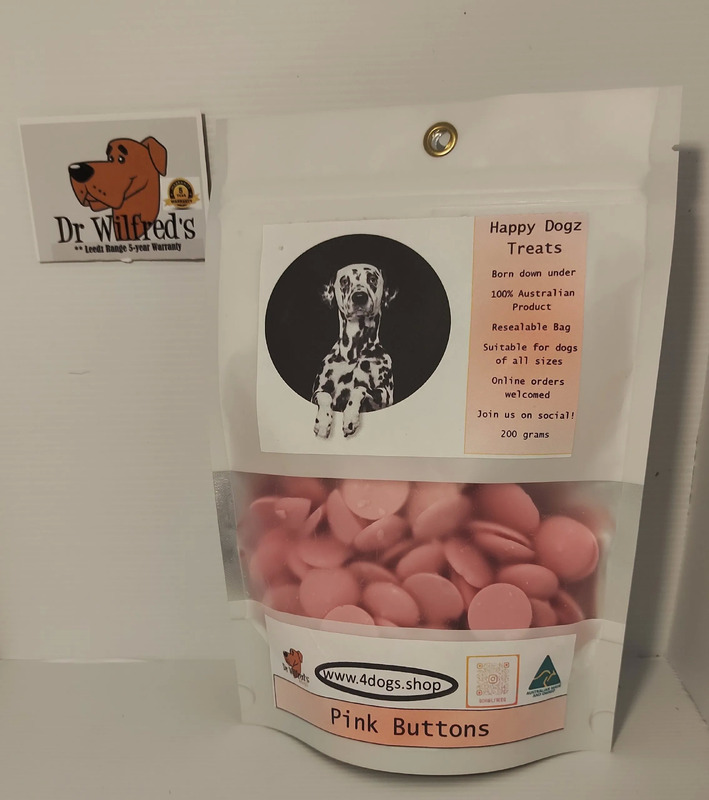 Dr Wilfred's
** Leedz Range 5-year Warranty
Happy Dogz
Treats
Born down under
100% Australian
Product
Resealable Bag
Suitable for dogs
of all sizes
Online orders
welcomed
Join us on social!
200 grams
www.4dogs.shop
Pink Buttons